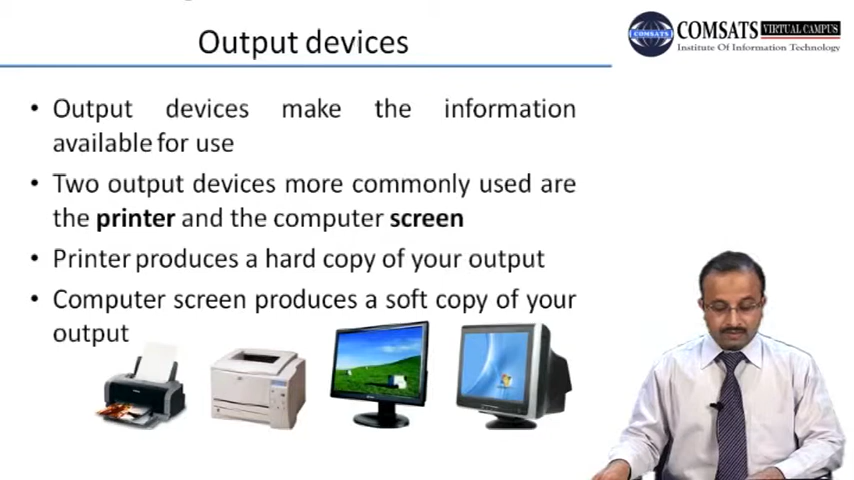 Output devices
COMSATS VIRTUAL CAMPUS
COMSATS
Institute Of Information Technology
• Output devices make the information
available for use
• Two output devices more commonly used are
the printer and the computer screen
• Printer produces a hard copy of your output
• Computer screen produces a soft copy of your
output